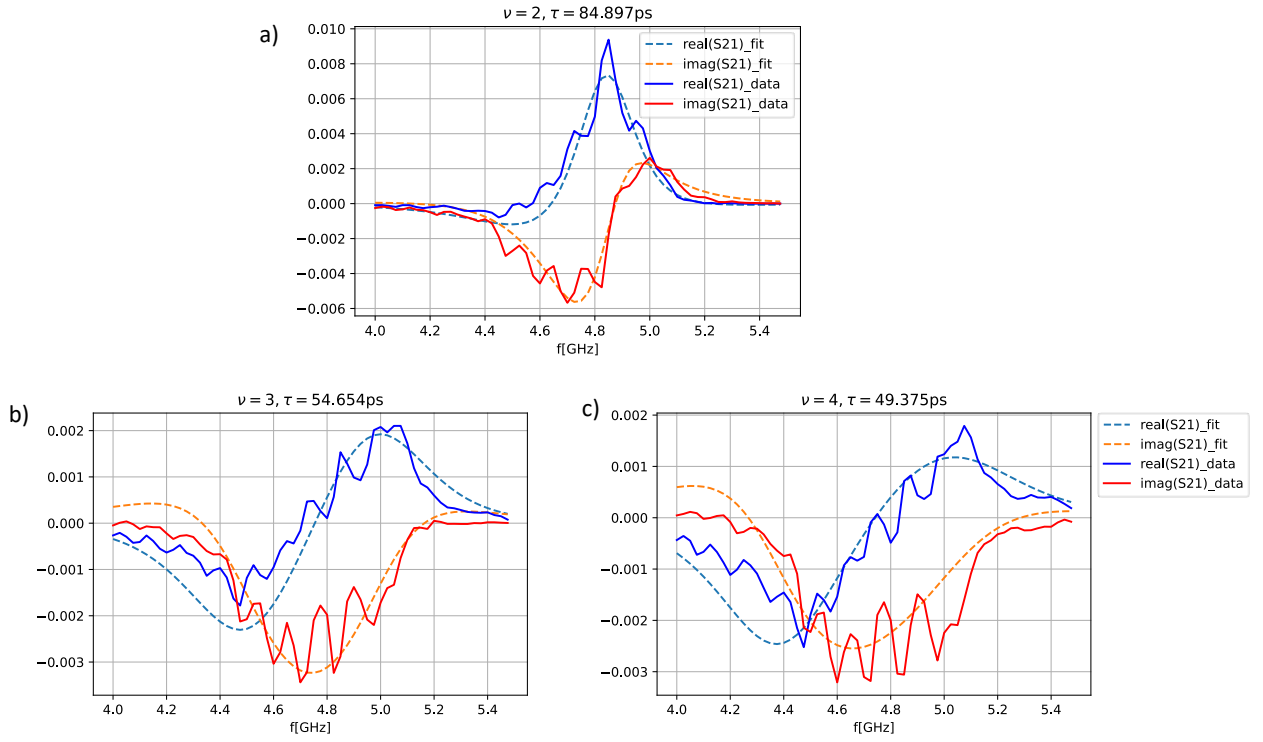 a)
ν = 2, τ = 84.897ps
0.010
0.008
0.006
0.004
0.002
0.000
−0.002
−0.004
−0.006
real(S21)_fit
imag(S21)_fit
real(S21)_data
imag(S21)_data
4.0 4.2 4.4 4.6 4.8 5.0 5.2 5.4
f[GHz]
b)
ν = 3, τ = 54.654ps
0.002
0.001
0.000
−0.001
−0.002
−0.003
4.0 4.2 4.4 4.6 4.8 5.0 5.2 5.4
f[GHz]
c)
ν = 4, τ = 49.375ps
0.002
0.001
0.000
−0.001
−0.002
−0.003
4.0 4.2 4.4 4.6 4.8 5.0 5.2 5.4
f[GHz]
real(S21)_fit
imag(S21)_fit
real(S21)_data
imag(S21)_data